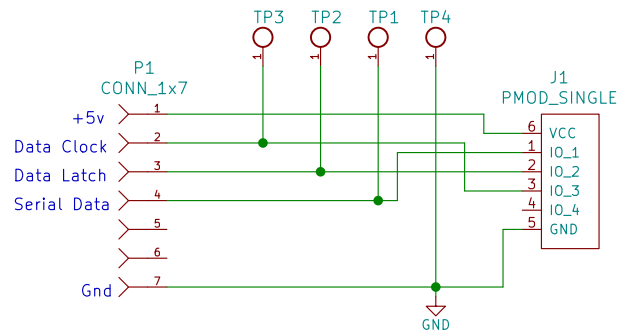 TP3 TP2 TP1 TP4
1 1 1 1
P1
CONN_1x7
+5v 1
Data Clock 2
Data Latch 3
Serial Data 4
5
6
Gnd 7
J1
PMOD_SINGLE
6 VCC
1 IO_1
2 IO_2
3 IO_3
4 IO_4
5 GND
GND